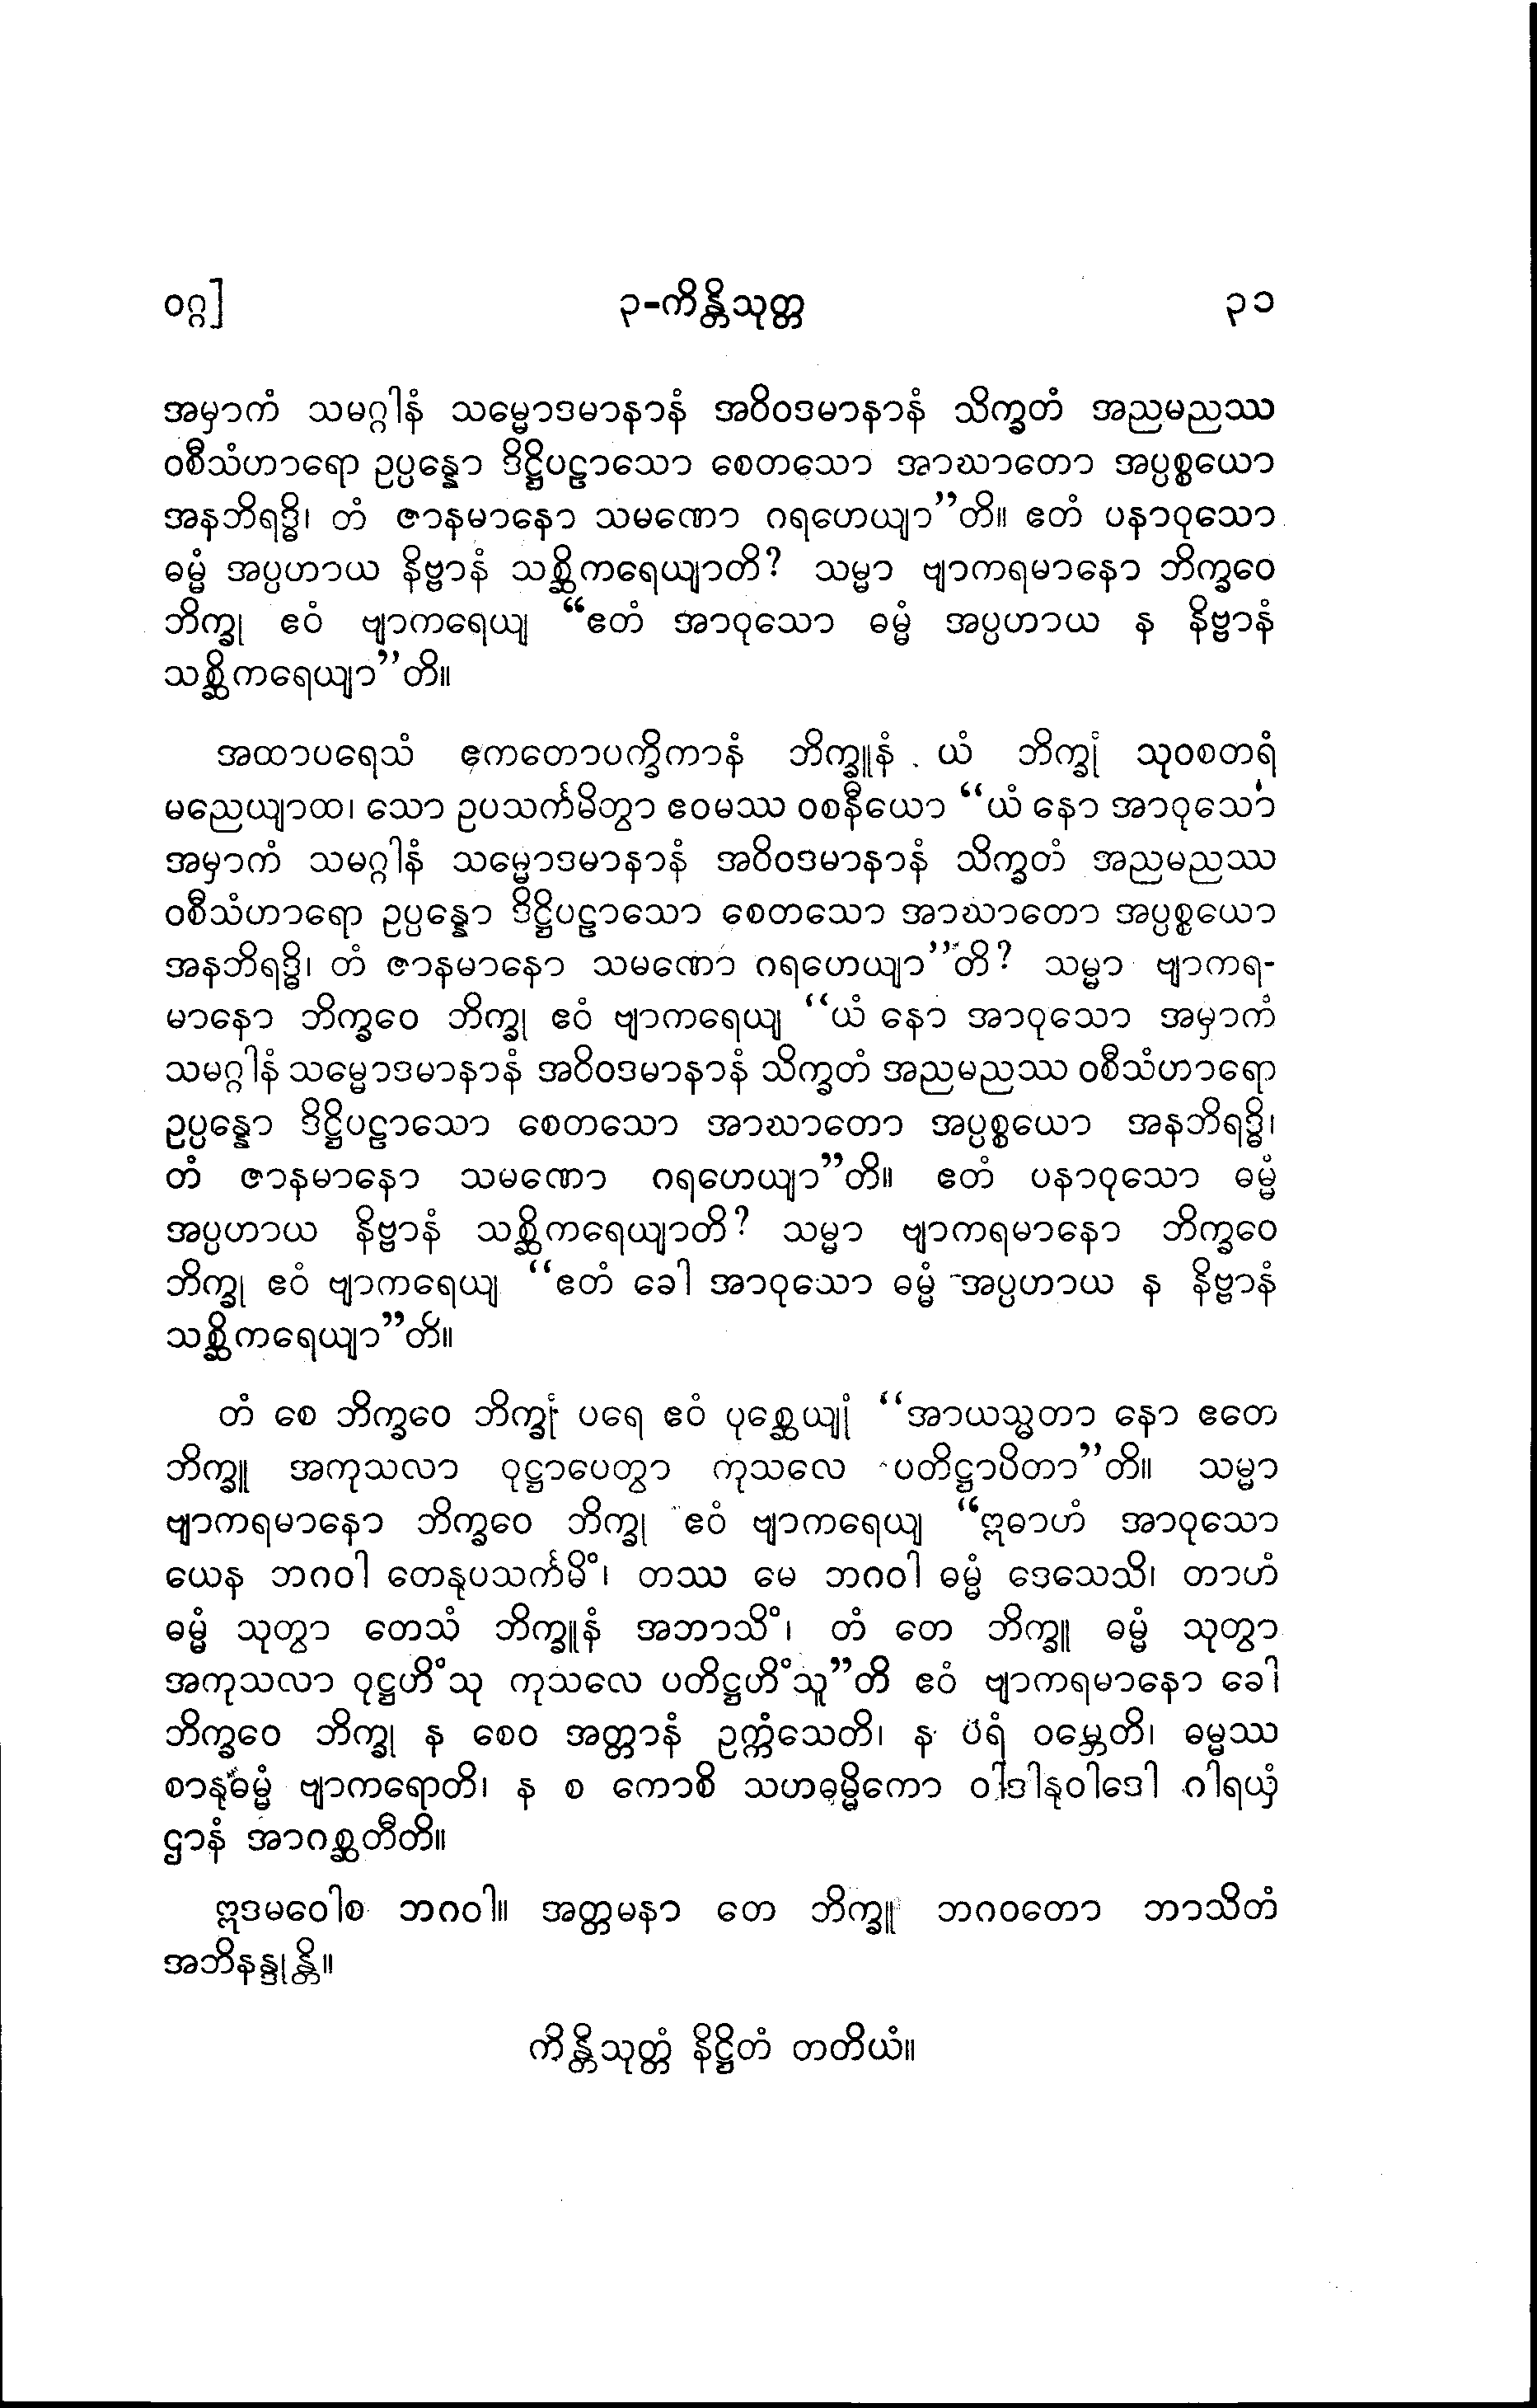 ဝဂ္ဂ]	၃-ကိန္တိသုတ္တ	၃၁
အမှာကံ သမဂ္ဂါနံ သမ္မောဒမာနာနံ အဝိဝဒမာနာနံ သိက္ခတံ အညမညဿ
ဝစီသံဟာရော ဥပ္ပန္နော ဒိဋ္ဌိပဠာသော စေတသော အာဃာတော အပ္ပစ္စယော
အနဘိရဒ္ဓိ၊ တံ ဇာနမာနော သမဏော ဂရဟေယျာ”တိ။ ဧတံ ပနာဝုသော
ဓမ္မံ အပ္ပဟာယ နိဗ္ဗာနံ သစ္ဆိကရေယျာတိ? သမ္မာ ဗျာကရမာနော ဘိက္ခဝေ
ဘိက္ခု ဧဝံ ဗျာကရေယျ “ဧတံ အာဝုသော ဓမ္မံ အပ္ပဟာယ န နိဗ္ဗာနံ
သစ္ဆိကရေယျာ”တိ။
အထာပရေသံ ဧကတောပက္ခိကာနံ ဘိက္ခူနံ ယံ ဘိက္ခုံ သုဝစတရံ
မညေယျာထ၊ သော ဥပသင်္ကမိတွာ ဧဝမဿ ဝစနီယော “ယံ နော အာဝုသော
အမှာကံ သမဂ္ဂါနံ သမ္မောဒမာနာနံ အဝိဝဒမာနာနံ သိက္ခတံ အညမညဿ
ဝစီသံဟာရော ဥပ္ပန္နော ဒိဋ္ဌိပဠာသော စေတသော အာဃာတော အပ္ပစ္စယော
အနဘိရဒ္ဓိ၊ တံ ဇာနမာနော သမဏော ဂရဟေယျာ”တိ? သမ္မာ ဗျာကရ-
မာနော ဘိက္ခဝေ ဘိက္ခု ဧဝံ ဗျာကရေယျ “ယံ နော အာဝုသော အမှာကံ
သမဂ္ဂါနံ သမ္မောဒမာနာနံ အဝိဝဒမာနာနံ သိက္ခတံ အညမညဿ ဝစီသံဟာရော
ဥပ္ပန္နော ဒိဋ္ဌိပဠာသော စေတသော အာဃာတော အပ္ပစ္စယော အနဘိရဒ္ဓိ၊
တံ ဇာနမာနော သမဏော ဂရဟေယျာ”တိ။ ဧတံ ပနာဝုသော ဓမ္မံ
အပ္ပဟာယ နိဗ္ဗာနံ သစ္ဆိကရေယျာတိ? သမ္မာ ဗျာကရမာနော ဘိက္ခဝေ
ဘိက္ခု ဧဝံ ဗျာကရေယျ “ဧတံ ခေါ အာဝုသော ဓမ္မံ အပ္ပဟာယ န နိဗ္ဗာနံ
သစ္ဆိကရေယျာ”တိ။
တံ စေ ဘိက္ခဝေ ဘိက္ခုံ ပရေ ဧဝံ ပုစ္ဆေယျုံ “အာယသ္မတာ နော ဧတေ
ဘိက္ခူ အကုသလာ ဝုဋ္ဌာပေတွာ ကုသလေ ပတိဋ္ဌာပိတာ”တိ။ သမ္မာ
ဗျာကရမာနော ဘိက္ခဝေ ဘိက္ခု ဧဝံ ဗျာကရေယျ “ဣဓာဟံ အာဝုသော
ယေန ဘဂဝါ တေနုပသင်္ကမိံ၊ တဿ မေ ဘဂဝါ ဓမ္မံ ဒေသေသိ၊ တာဟံ
ဓမ္မံ သုတွာ တေသံ ဘိက္ခူနံ အဘာသိံ၊ တံ တေ ဘိက္ခူ ဓမ္မံ သုတွာ
အကုသလာ ဝုဋ္ဌဟိံသု ကုသလေ ပတိဋ္ဌဟိံသူ”တိ ဧဝံ ဗျာကရမာနော ခေါ
ဘိက္ခဝေ ဘိက္ခု န စေဝ အတ္တာနံ ဥက္ကံသေတိ၊ န ပရံ ဝမ္ဘေတိ၊ ဓမ္မဿ
စာနုဓမ္မံ ဗျာကရောတိ၊ န စ ကောစိ သဟဓမ္မိကော ဝါဒါနုဝါဒေါ ဂါရယှံ
ဌာနံ အာဂစ္ဆတီတိ။
ဣဒမဝေါစ ဘဂဝါ။ အတ္တမနာ တေ ဘိက္ခူ ဘဂဝတော ဘာသိတံ
အဘိနန္ဒုန္တိ။
ကိန္တိသုတ္တံ နိဋ္ဌိတံ တတိယံ။